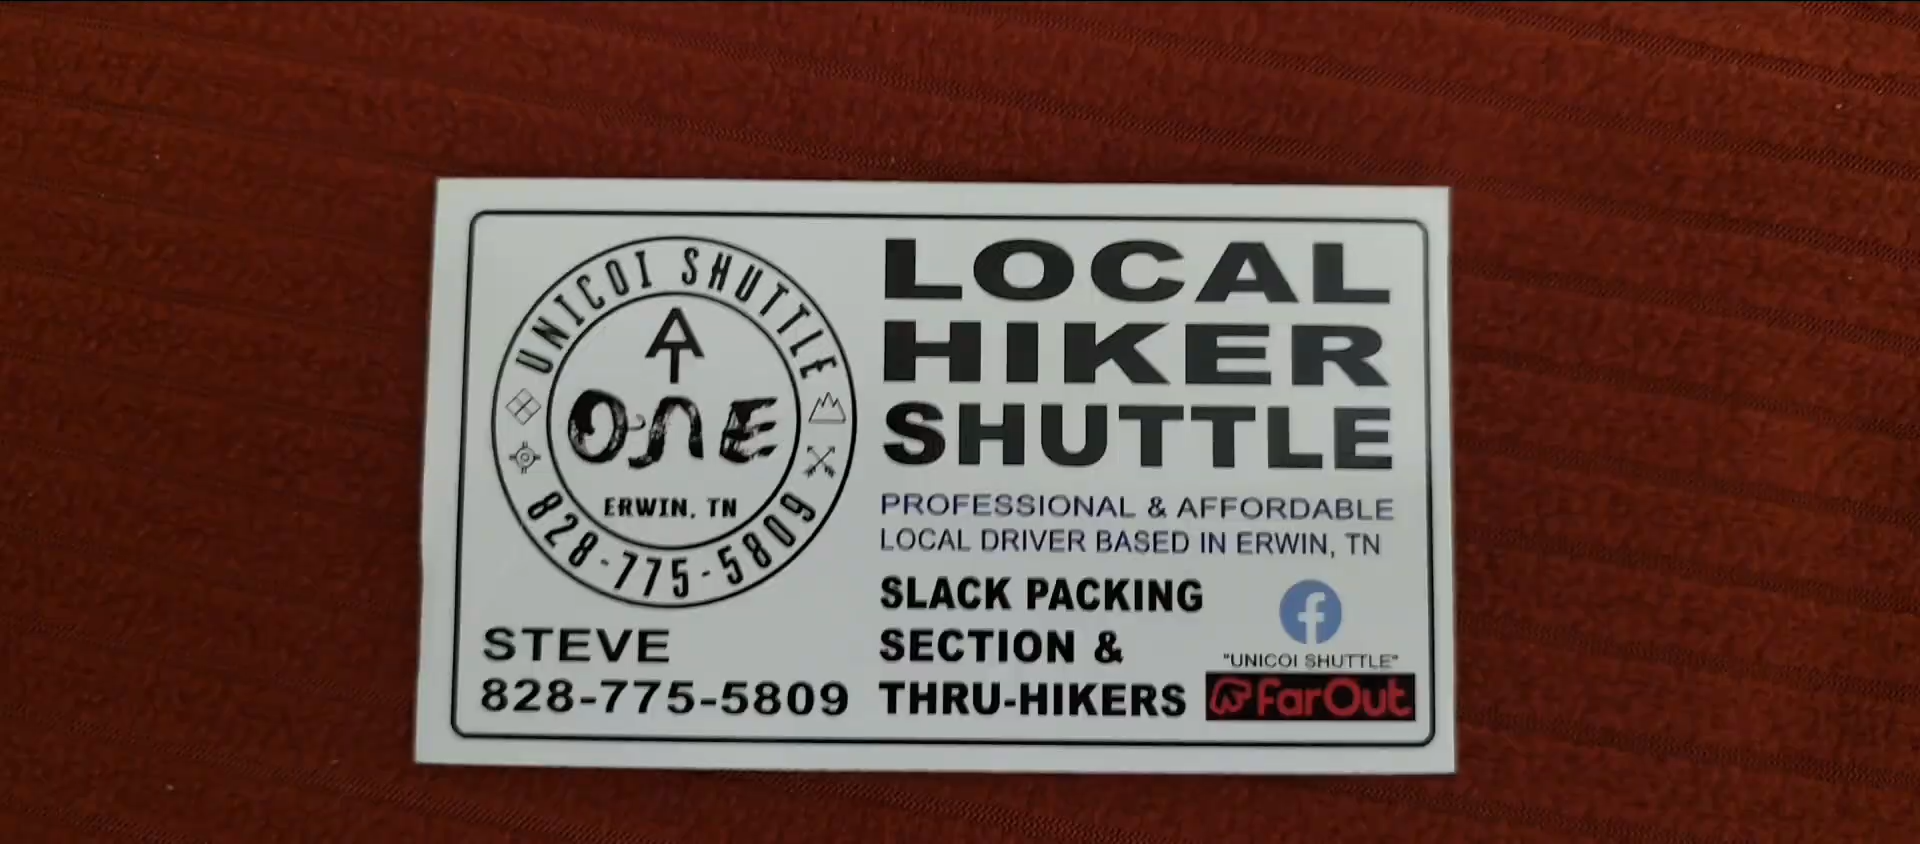 UNICOI SHUTTLE
AT
ONE
ERWIN, TN
828-775-5809
STEVE
828-775-5809
LOCAL
HIKER
SHUTTLE
PROFESSIONAL & AFFORDABLE
LOCAL DRIVER BASED IN ERWIN, TN
SLACK PACKING
SECTION &
THRU-HIKERS
f
"UNICOI SHUTTLE"
FarOut